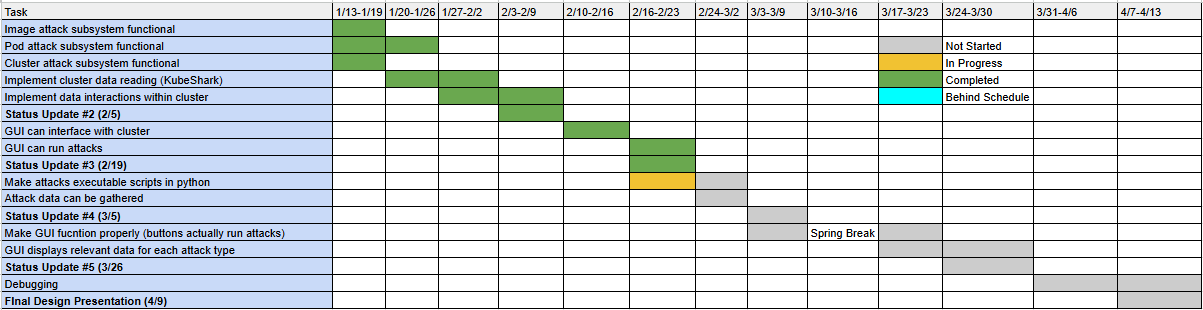 Task 1/13-1/19 1/20-1/26 1/27-2/2 2/3-2/9 2/10-2/16 2/16-2/23 2/24-3/2 3/3-3/9 3/10-3/16 3/17-3/23 3/24-3/30 3/31-4/6 4/7-4/13
Image attack subsystem functional
Pod attack subsystem functional Not Started
Cluster attack subsystem functional In Progress
Implement cluster data reading (KubeShark) Completed
Implement data interactions within cluster Behind Schedule
Status Update #2 (2/5)
GUI can interface with cluster
GUI can run attacks
Status Update #3 (2/19)
Make attacks executable scripts in python
Attack data can be gathered
Status Update #4 (3/5)
Make GUI fucntion properly (buttons actually run attacks) Spring Break
GUI displays relevant data for each attack type
Status Update #5 (3/26
Debugging
FInal Design Presentation (4/9)